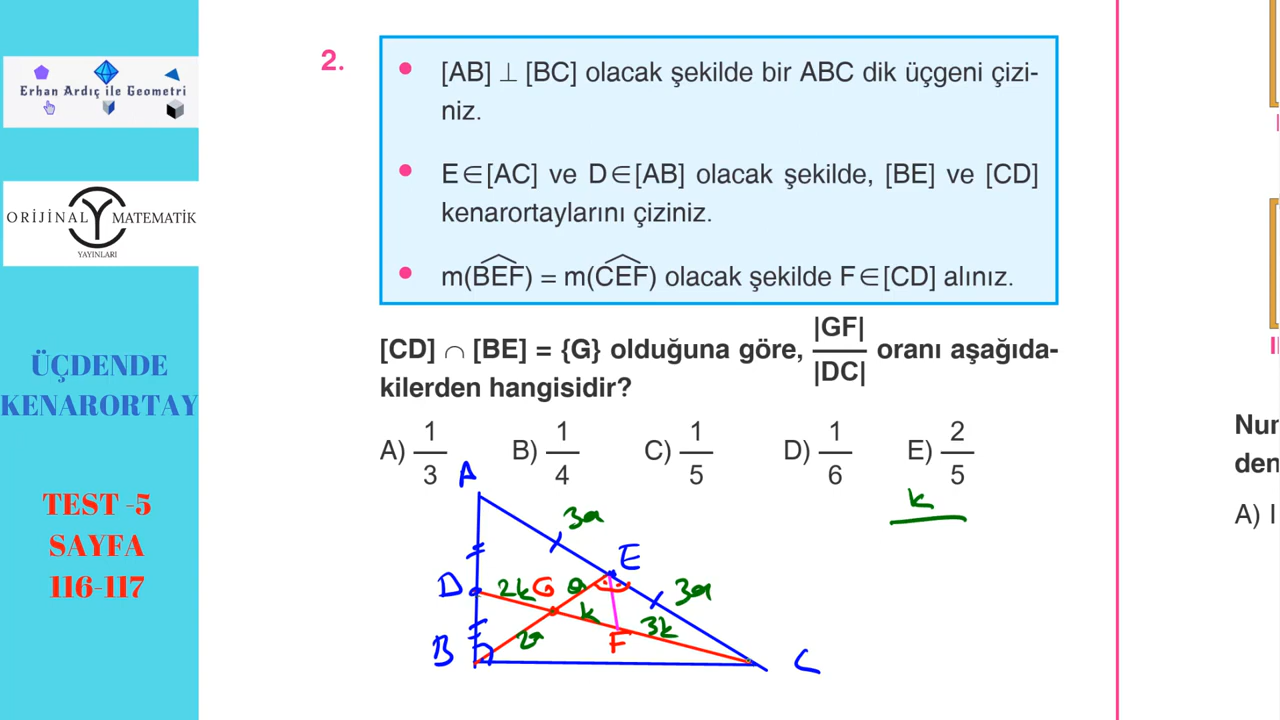 Erhan Ardıç ile Geometri
ORİJİNAL MATEMATİK
YAYINLARI
ÜÇDENDE
KENARORTAY
TEST -5
SAYFA
116-117
2.
• [AB] ⊥ [BC] olacak şekilde bir ABC dik üçgeni çizi-
niz.
• E∈[AC] ve D∈[AB] olacak şekilde, [BE] ve [CD]
kenarortaylarını çiziniz.
• m(BEF) = m(CEF) olacak şekilde F∈[CD] alınız.
[CD] ∩ [BE] = {G} olduğuna göre, |GF|/|DC| oranı aşağıda-
kilerden hangisidir?
A) 1/3 B) 1/4 C) 1/5 D) 1/6 E) 2/5
A
k
3a
E
D 2k G a 3a
k
B 2a F 3k
C
Nur
den
A) I